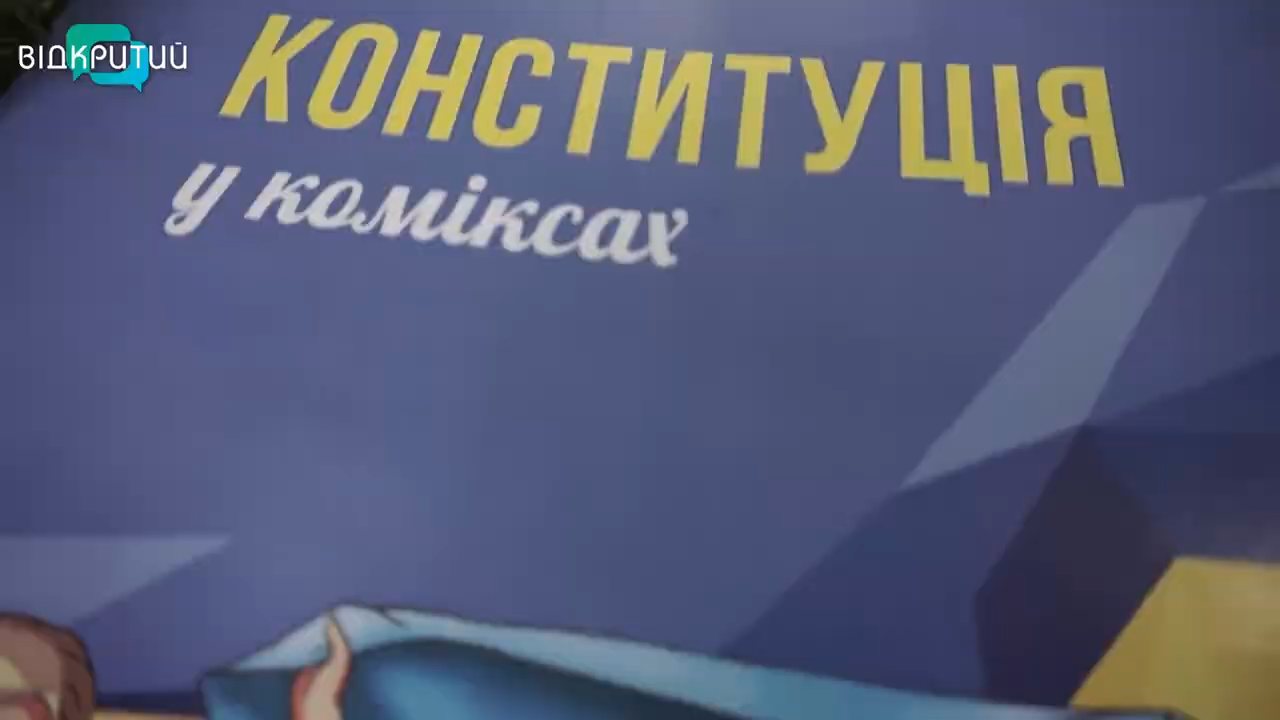 ВІДКРИТИЙ
КОНСТИТУЦІЯ
у коміксах